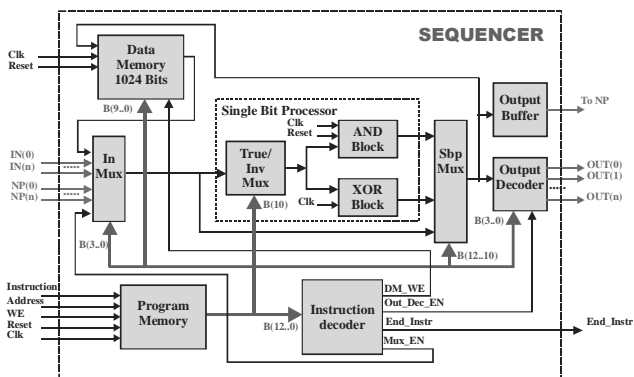 SEQUENCER
Clk
Reset
Data
Memory
1024 Bits
B(9..0)
Single Bit Processor
Clk
Reset
AND
Block
Output
Buffer
To NP
IN(0)
.....
IN(n)
NP(0)
.....
NP(n)
In
Mux
True/
Inv
Mux
XOR
Block
Clk
Sbp
Mux
Output
Decoder
OUT(0)
OUT(1)
.....
OUT(n)
B(3..0)
B(10)
B(12..10)
B(3..0)
Instruction
Address
WE
Reset
Clk
Program
Memory
B(12..0)
Instruction
decoder
DM_WE
Out_Dec_EN
End_Instr
Mux_EN
End_Instr